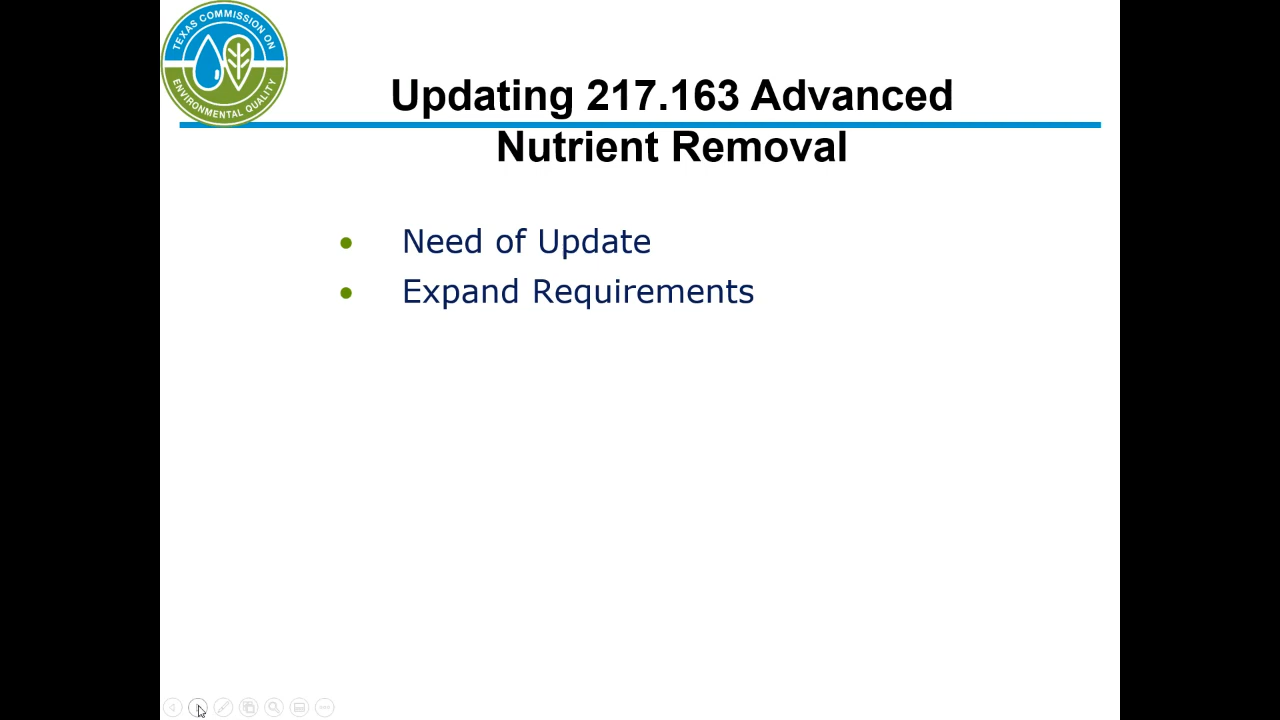 TEXAS COMMISSION ON
ENVIRONMENTAL QUALITY
Updating 217.163 Advanced
Nutrient Removal
• Need of Update
• Expand Requirements